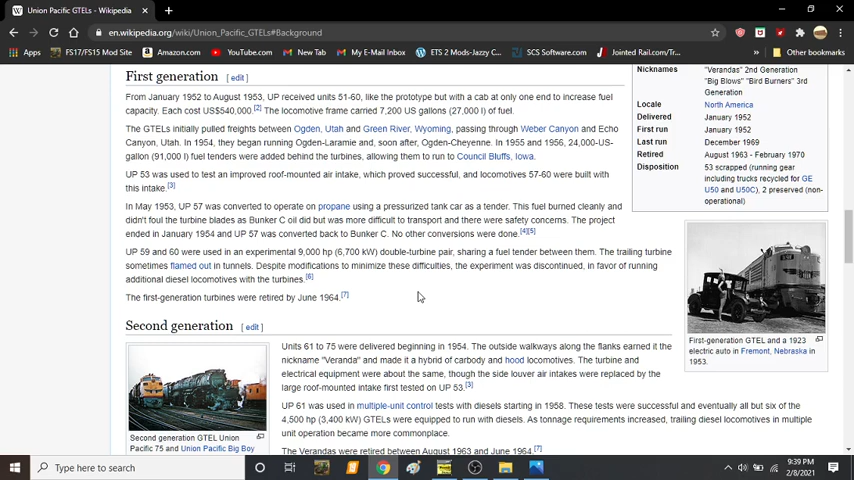 Union Pacific GTELs - Wikipedia
en.wikipedia.org/wiki/Union_Pacific_GTELs#Background
Apps FS17/FS15 Mod Site Amazon.com YouTube.com New Tab My E-Mail Inbox ETS 2 Mods-Jazzy C... SCS Software.com Jointed Rail.com/Tr... Other bookmarks
First generation [ edit ]
From January 1952 to August 1953, UP received units 51-60, like the prototype but with a cab at only one end to increase fuel
capacity. Each cost US$540,000.[2] The locomotive frame carried 7,200 US gallons (27,000 l) of fuel.
The GTELs initially pulled freights between Ogden, Utah and Green River, Wyoming, passing through Weber Canyon and Echo
Canyon, Utah. In 1954, they began running Ogden-Laramie and, soon after, Ogden-Cheyenne. In 1955 and 1956, 24,000-US-
gallon (91,000 l) fuel tenders were added behind the turbines, allowing them to run to Council Bluffs, Iowa.
UP 53 was used to test an improved roof-mounted air intake, which proved successful, and locomotives 57-60 were built with
this intake.[3]
In May 1953, UP 57 was converted to operate on propane using a pressurized tank car as a tender. This fuel burned cleanly and
didn't foul the turbine blades as Bunker C oil did but was more difficult to transport and there were safety concerns. The project
ended in January 1954 and UP 57 was converted back to Bunker C. No other conversions were done.[4][5]
UP 59 and 60 were used in an experimental 9,000 hp (6,700 kW) double-turbine pair, sharing a fuel tender between them. The trailing turbine
sometimes flamed out in tunnels. Despite modifications to minimize these difficulties, the experiment was discontinued, in favor of running
additional diesel locomotives with the turbines.[6]
The first-generation turbines were retired by June 1964.[7]
Nicknames "Verandas" 2nd Generation
"Big Blows" "Bird Burners" 3rd
Generation
Locale North America
Delivered January 1952
First run January 1952
Last run December 1969
Retired August 1963 - February 1970
Disposition 53 scrapped (running gear
including trucks recycled for GE
U50 and U50C), 2 preserved (non-
operational)
First-generation GTEL and a 1923
electric auto in Fremont, Nebraska in
1953.
Second generation [ edit ]
Units 61 to 75 were delivered beginning in 1954. The outside walkways along the flanks earned it the
nickname "Veranda" and made it a hybrid of carbody and hood locomotives. The turbine and
electrical equipment were about the same, though the side louver air intakes were replaced by the
large roof-mounted intake first tested on UP 53.[3]
UP 61 was used in multiple-unit control tests with diesels starting in 1958. These tests were successful and eventually all but six of the
4,500 hp (3,400 kW) GTELs were equipped to run with diesels. As tonnage requirements increased, trailing diesel locomotives in multiple
unit operation became more commonplace.
The Verandas were retired between August 1963 and June 1964.[7]
Second generation GTEL Union
Pacific 75 and Union Pacific Big Boy
Type here to search
9:39 PM
2/8/2021